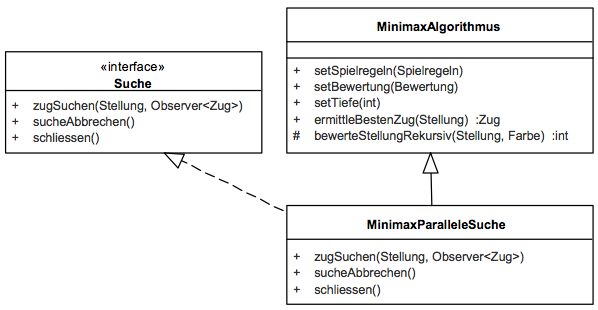 «interface»
Suche
+ zugSuchen(Stellung, Observer<Zug>)
+ sucheAbbrechen()
+ schliessen()
MinimaxAlgorithmus
+ setSpielregeln(Spielregeln)
+ setBewertung(Bewertung)
+ setTiefe(int)
+ ermittleBestenZug(Stellung) :Zug
# bewerteStellungRekursiv(Stellung, Farbe) :int
MinimaxParalleleSuche
+ zugSuchen(Stellung, Observer<Zug>)
+ sucheAbbrechen()
+ schliessen()